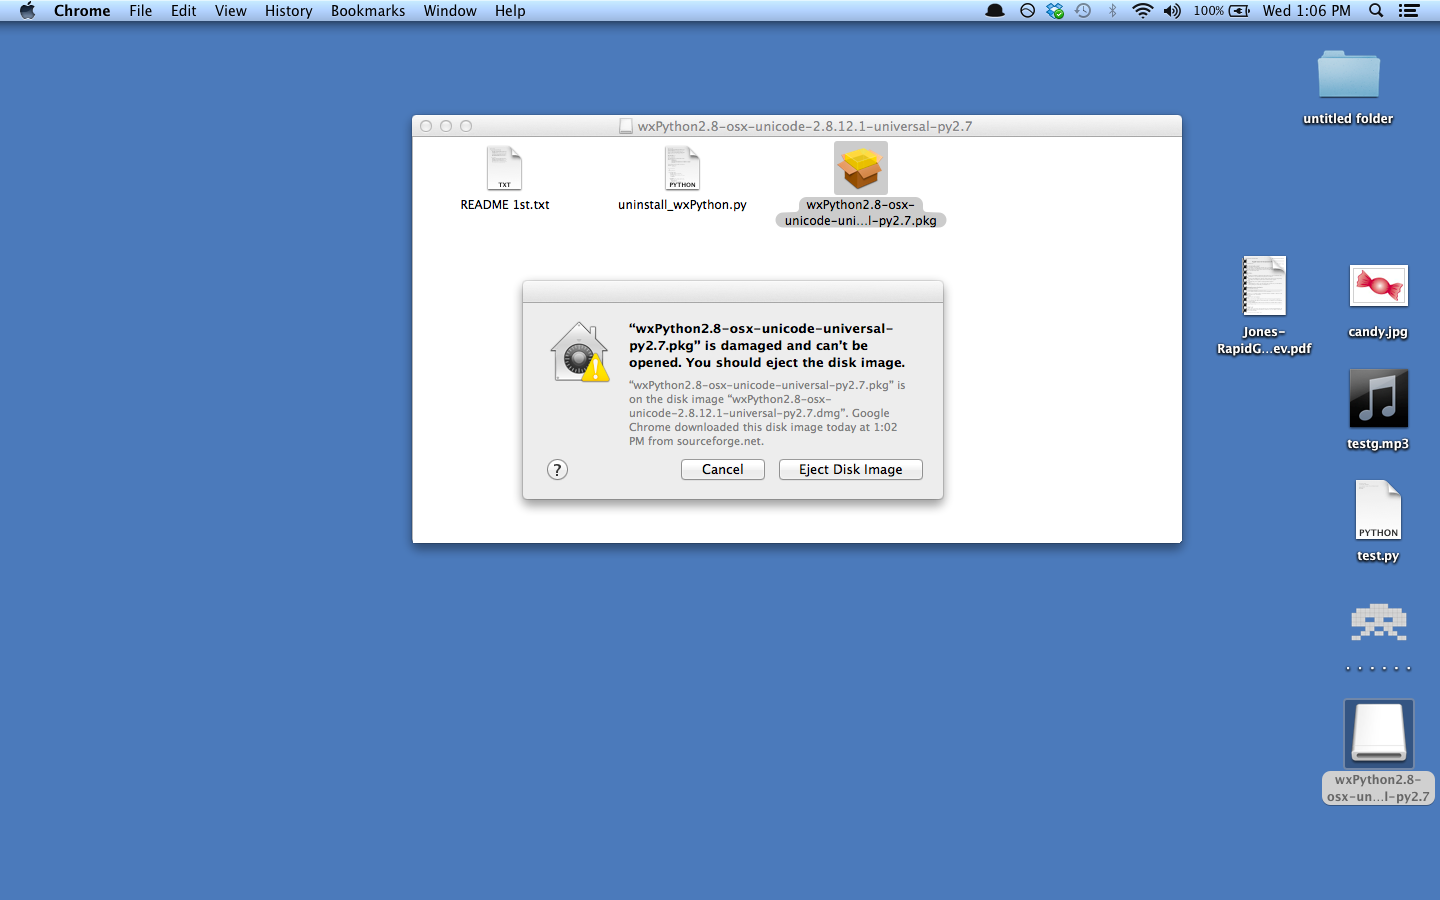 Chrome File Edit View History Bookmarks Window Help 100% Wed 1:06 PM
untitled folder
wxPython2.8-osx-unicode-2.8.12.1-universal-py2.7
TXT
README 1st.txt
PYTHON
uninstall_wxPython.py
wxPython2.8-osx-
unicode-uni...l-py2.7.pkg
“wxPython2.8-osx-unicode-universal-
py2.7.pkg” is damaged and can't be
opened. You should eject the disk image.
“wxPython2.8-osx-unicode-universal-py2.7.pkg” is
on the disk image “wxPython2.8-osx-
unicode-2.8.12.1-universal-py2.7.dmg”. Google
Chrome downloaded this disk image today at 1:02
PM from sourceforge.net.
?
Cancel
Eject Disk Image
Jones-
RapidG...ev.pdf
candy.jpg
testg.mp3
PYTHON
test.py
. . . . . .
wxPython2.8-
osx-un...l-py2.7